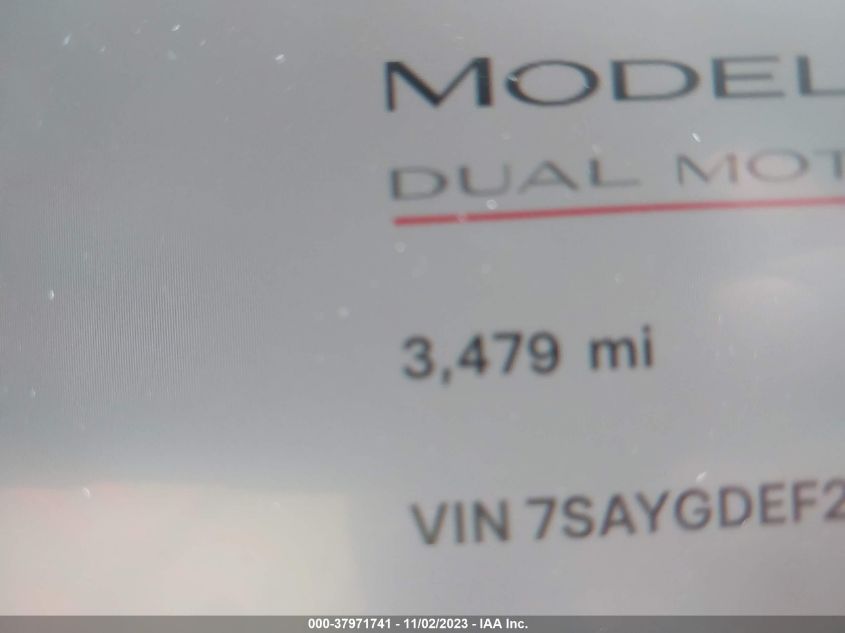 MODEL
DUAL MOT
3,479 mi
VIN 7SAYGDEF2
000-37971741 - 11/02/2023 - IAA Inc.